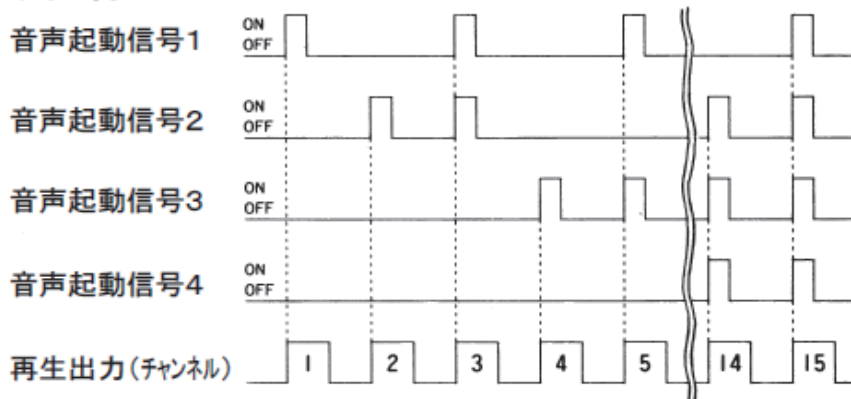 音声起動信号1 ON
OFF
音声起動信号2 ON
OFF
音声起動信号3 ON
OFF
音声起動信号4 ON
OFF
再生出力(チャンネル) 1 2 3 4 5 14 15